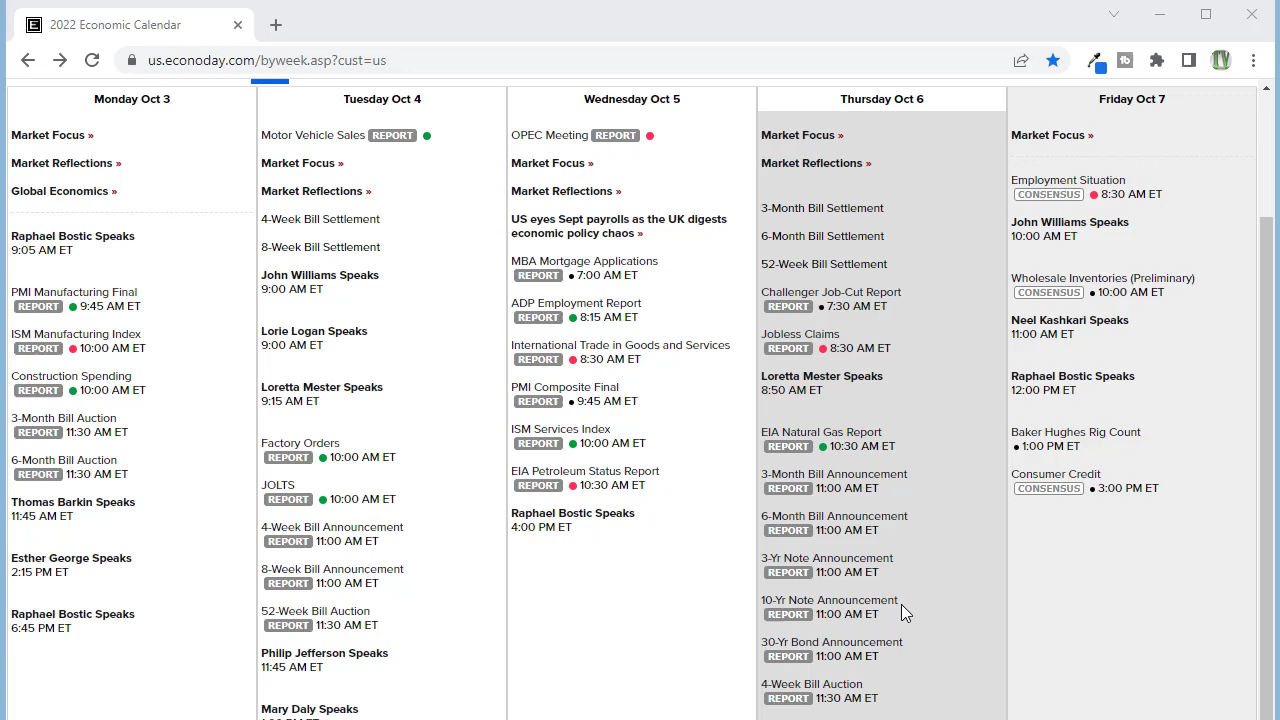 2022 Economic Calendar
us.econoday.com/byweek.asp?cust=us
Monday Oct 3
Market Focus »
Market Reflections »
Global Economics »
Raphael Bostic Speaks
9:05 AM ET
PMI Manufacturing Final
REPORT 9:45 AM ET
ISM Manufacturing Index
REPORT 10:00 AM ET
Construction Spending
REPORT 10:00 AM ET
3-Month Bill Auction
REPORT 11:30 AM ET
6-Month Bill Auction
REPORT 11:30 AM ET
Thomas Barkin Speaks
11:45 AM ET
Esther George Speaks
2:15 PM ET
Raphael Bostic Speaks
6:45 PM ET
Tuesday Oct 4
Motor Vehicle Sales REPORT
Market Focus »
Market Reflections »
4-Week Bill Settlement
8-Week Bill Settlement
John Williams Speaks
9:00 AM ET
Lorie Logan Speaks
9:00 AM ET
Loretta Mester Speaks
9:15 AM ET
Factory Orders
REPORT 10:00 AM ET
JOLTS
REPORT 10:00 AM ET
4-Week Bill Announcement
REPORT 11:00 AM ET
8-Week Bill Announcement
REPORT 11:00 AM ET
52-Week Bill Auction
REPORT 11:30 AM ET
Philip Jefferson Speaks
11:45 AM ET
Mary Daly Speaks
Wednesday Oct 5
OPEC Meeting REPORT
Market Focus »
Market Reflections »
US eyes Sept payrolls as the UK digests
economic policy chaos »
MBA Mortgage Applications
REPORT 7:00 AM ET
ADP Employment Report
REPORT 8:15 AM ET
International Trade in Goods and Services
REPORT 8:30 AM ET
PMI Composite Final
REPORT 9:45 AM ET
ISM Services Index
REPORT 10:00 AM ET
EIA Petroleum Status Report
REPORT 10:30 AM ET
Raphael Bostic Speaks
4:00 PM ET
Thursday Oct 6
Market Focus »
Market Reflections »
3-Month Bill Settlement
6-Month Bill Settlement
52-Week Bill Settlement
Challenger Job-Cut Report
REPORT 7:30 AM ET
Jobless Claims
REPORT 8:30 AM ET
Loretta Mester Speaks
8:50 AM ET
EIA Natural Gas Report
REPORT 10:30 AM ET
3-Month Bill Announcement
REPORT 11:00 AM ET
6-Month Bill Announcement
REPORT 11:00 AM ET
3-Yr Note Announcement
REPORT 11:00 AM ET
10-Yr Note Announcement
REPORT 11:00 AM ET
30-Yr Bond Announcement
REPORT 11:00 AM ET
4-Week Bill Auction
REPORT 11:30 AM ET
Friday Oct 7
Market Focus »
Employment Situation
CONSENSUS 8:30 AM ET
John Williams Speaks
10:00 AM ET
Wholesale Inventories (Preliminary)
CONSENSUS 10:00 AM ET
Neel Kashkari Speaks
11:00 AM ET
Raphael Bostic Speaks
12:00 PM ET
Baker Hughes Rig Count
1:00 PM ET
Consumer Credit
CONSENSUS 3:00 PM ET